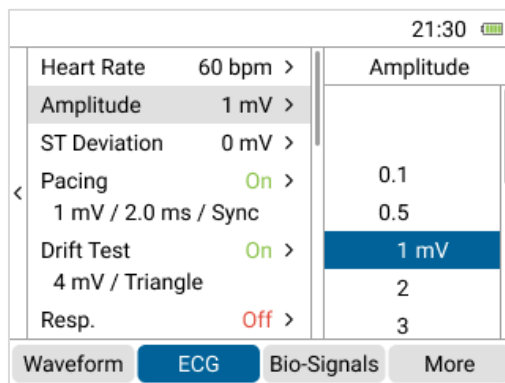 21:30
Heart Rate 60 bpm >
Amplitude 1 mV >
ST Deviation 0 mV >
Pacing On >
1 mV / 2.0 ms / Sync
Drift Test On >
4 mV / Triangle
Resp. Off >
<
Amplitude
0.1
0.5
1 mV
2
3
Waveform ECG Bio-Signals More